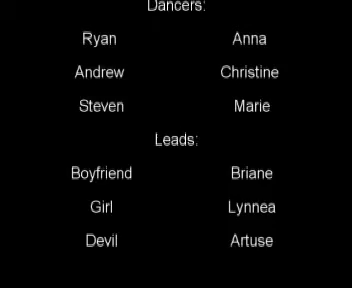 Dancers:
Ryan Anna
Andrew Christine
Steven Marie
Leads:
Boyfriend Briane
Girl Lynnea
Devil Artuse